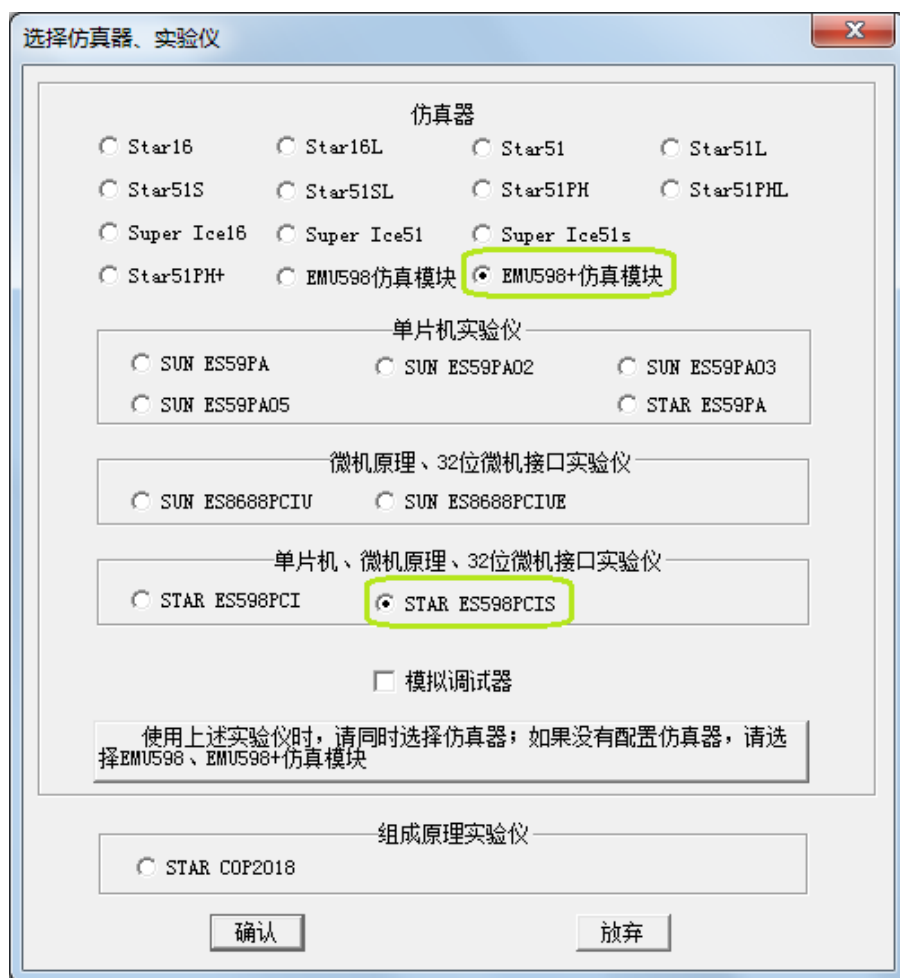 选择仿真器、实验仪
仿真器
Star16 Star16L Star51 Star51L
Star51S Star51SL Star51PH Star51PHL
Super Ice16 Super Ice51 Super Ice51s
Star51PH+ EMU598仿真模块 EMU598+仿真模块
单片机实验仪
SUN ES59PA SUN ES59PA02 SUN ES59PA03
SUN ES59PA05 STAR ES59PA
微机原理、32位微机接口实验仪
SUN ES8688PCIU SUN ES8688PCIUE
单片机、微机原理、32位微机接口实验仪
STAR ES598PCI STAR ES598PCIS
模拟调试器
使用上述实验仪时，请同时选择仿真器；如果没有配置仿真器，请选
择EMU598、EMU598+仿真模块
组成原理实验仪
STAR COP2018
确认 放弃